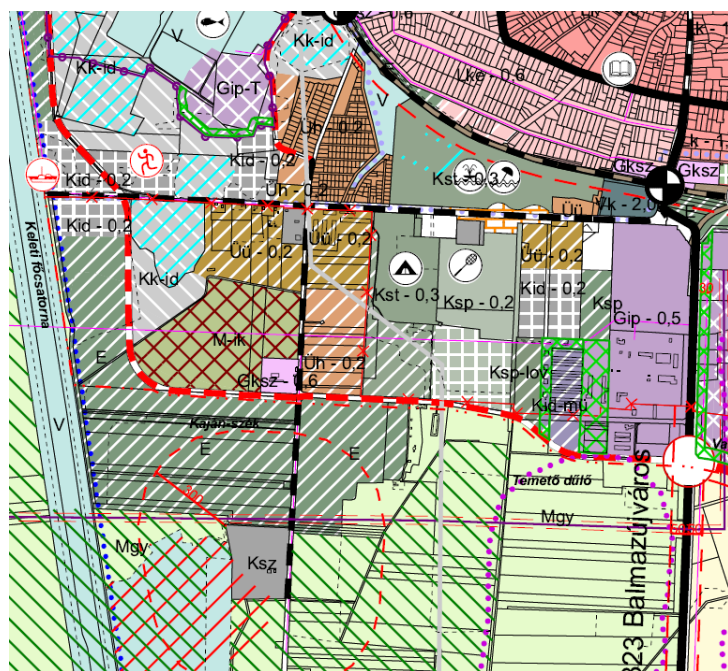 Kk-id
V
Kk-id
Gip-T
Lke - 0,6
Üh - 0,2
V
Kid - 0,2
Kid - 0,2
Gksz
Gksz
Kst - 0,3
Üh - 0,2
Vk - 2,0
Üü
Kid - 0,2
Üü - 0,2
Üü - 0,2
Üü - 0,2
Keleti főcsatorna
Kk-id
Kst - 0,3
Ksp - 0,2
Kid - 0,2
Ksp
30
Gip - 0,5
M-ik
E
Üh - 0,2
Ksp-lov
Gksz - 0,6
Kid-mü
Kaján-szék
V
E
E
Temető dűlő
300
Mgy
Mgy
Ksz
323 Balmazújváros